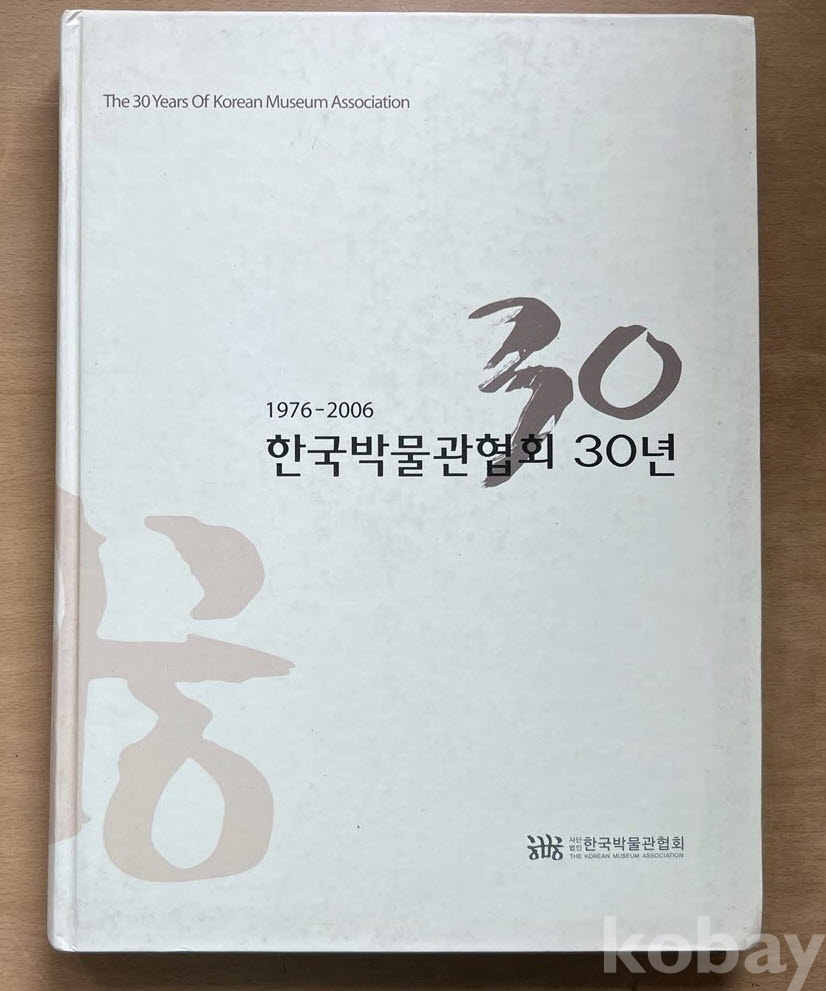 The 30 Years Of Korean Museum Association
30
1976-2006
한국박물관협회 30년
사단
법인 한국박물관협회
THE KOREAN MUSEUM ASSOCIATION
kobay